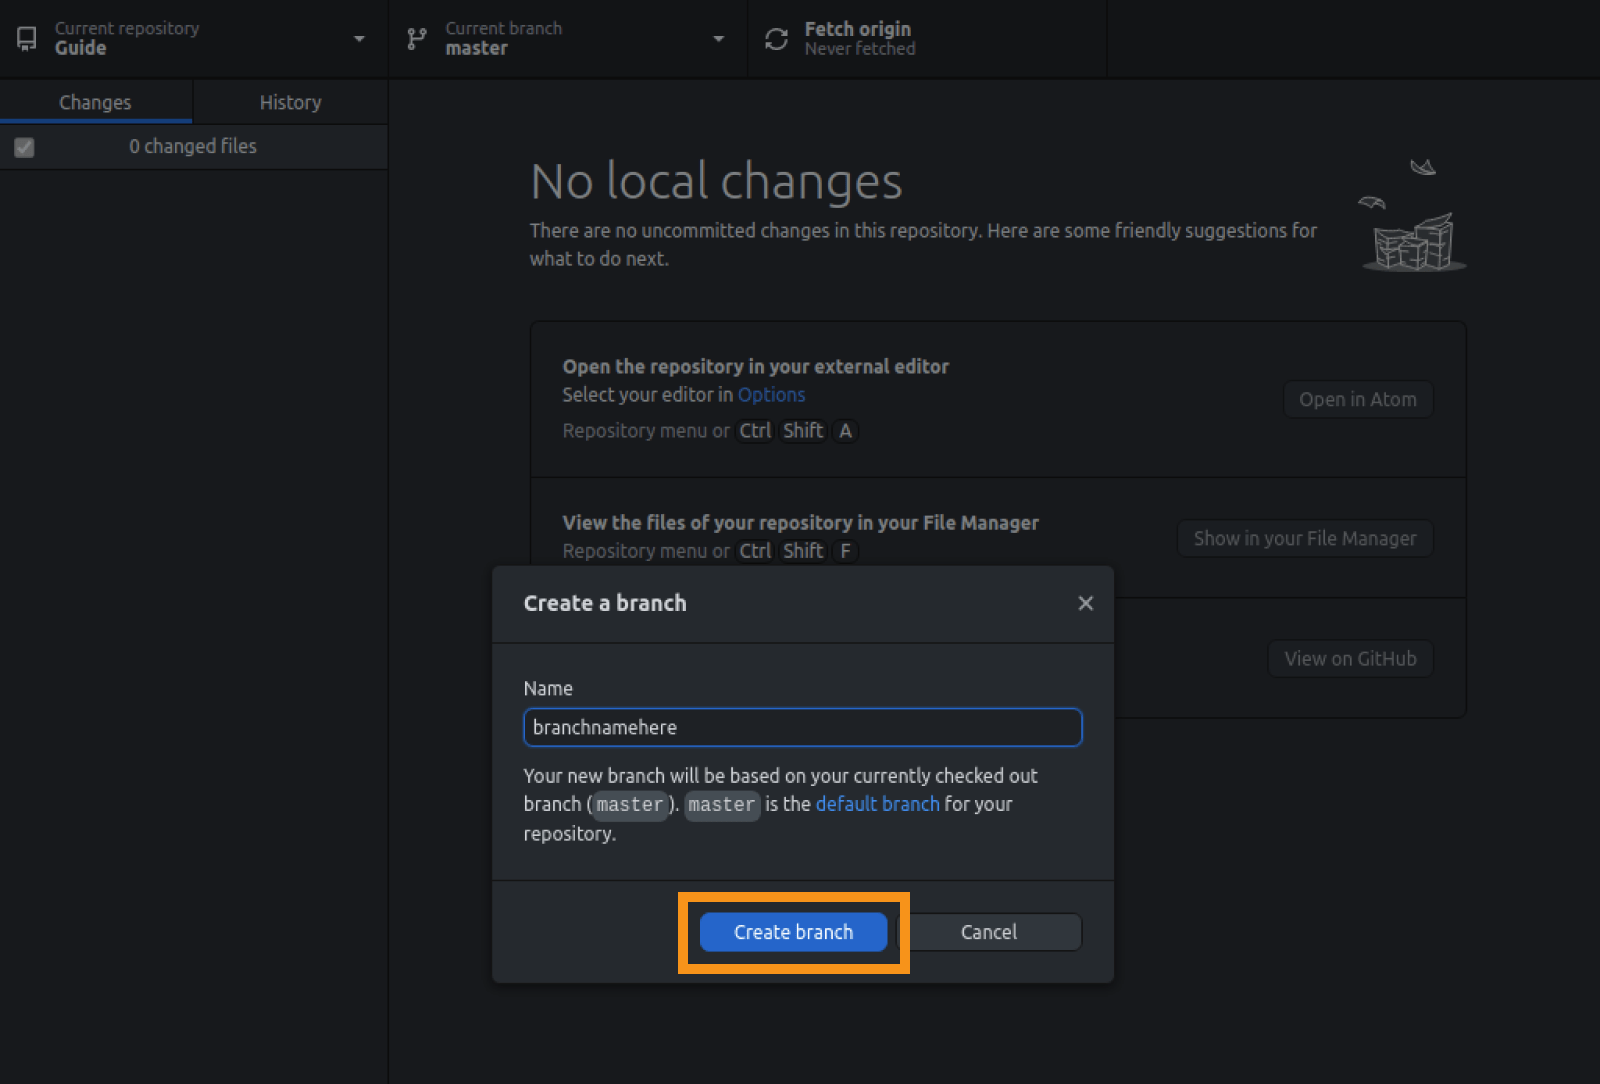 Current repository
Guide
Current branch
master
Fetch origin
Never fetched
Changes
History
0 changed files
No local changes
There are no uncommitted changes in this repository. Here are some friendly suggestions for
what to do next.
Open the repository in your external editor
Select your editor in Options
Repository menu or Ctrl Shift A
Open in Atom
View the files of your repository in your File Manager
Repository menu or Ctrl Shift F
Show in your File Manager
View on GitHub
Create a branch
Name
branchnamehere
Your new branch will be based on your currently checked out
branch (master). master is the default branch for your
repository.
Create branch
Cancel